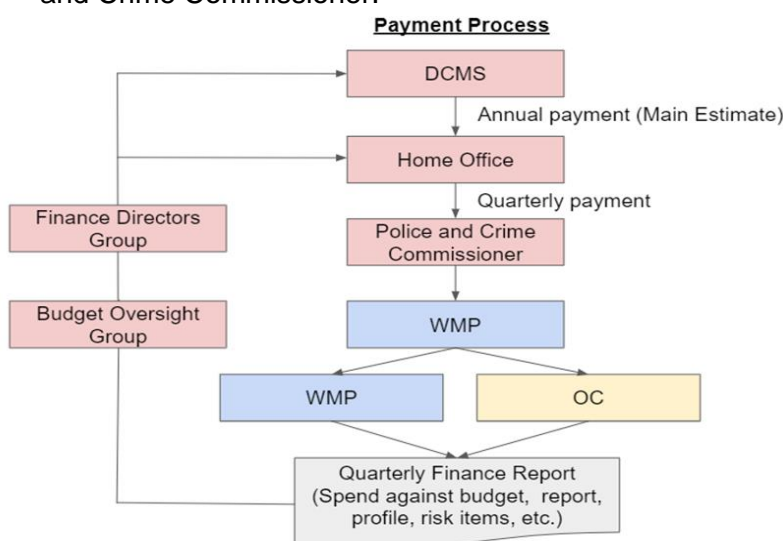 and Crime Commissioner.
Payment Process
DCMS
Annual payment (Main Estimate)
Home Office
Quarterly payment
Finance Directors
Group
Police and Crime
Commissioner
Budget Oversight
Group
WMP
WMP
OC
Quarterly Finance Report
(Spend against budget, report,
profile, risk items, etc.)